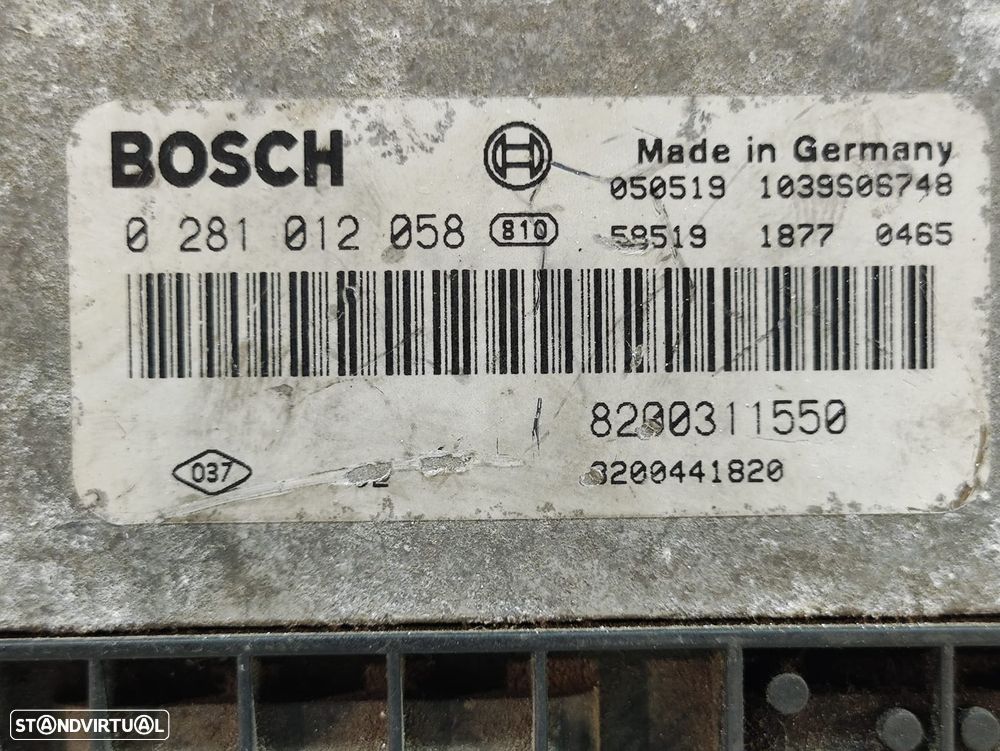 BOSCH
Made in Germany
050519 1039S06748
0 281 012 058 810 58519 1877 0465
8200311550
037
8200441820
STANDVIRTUAL